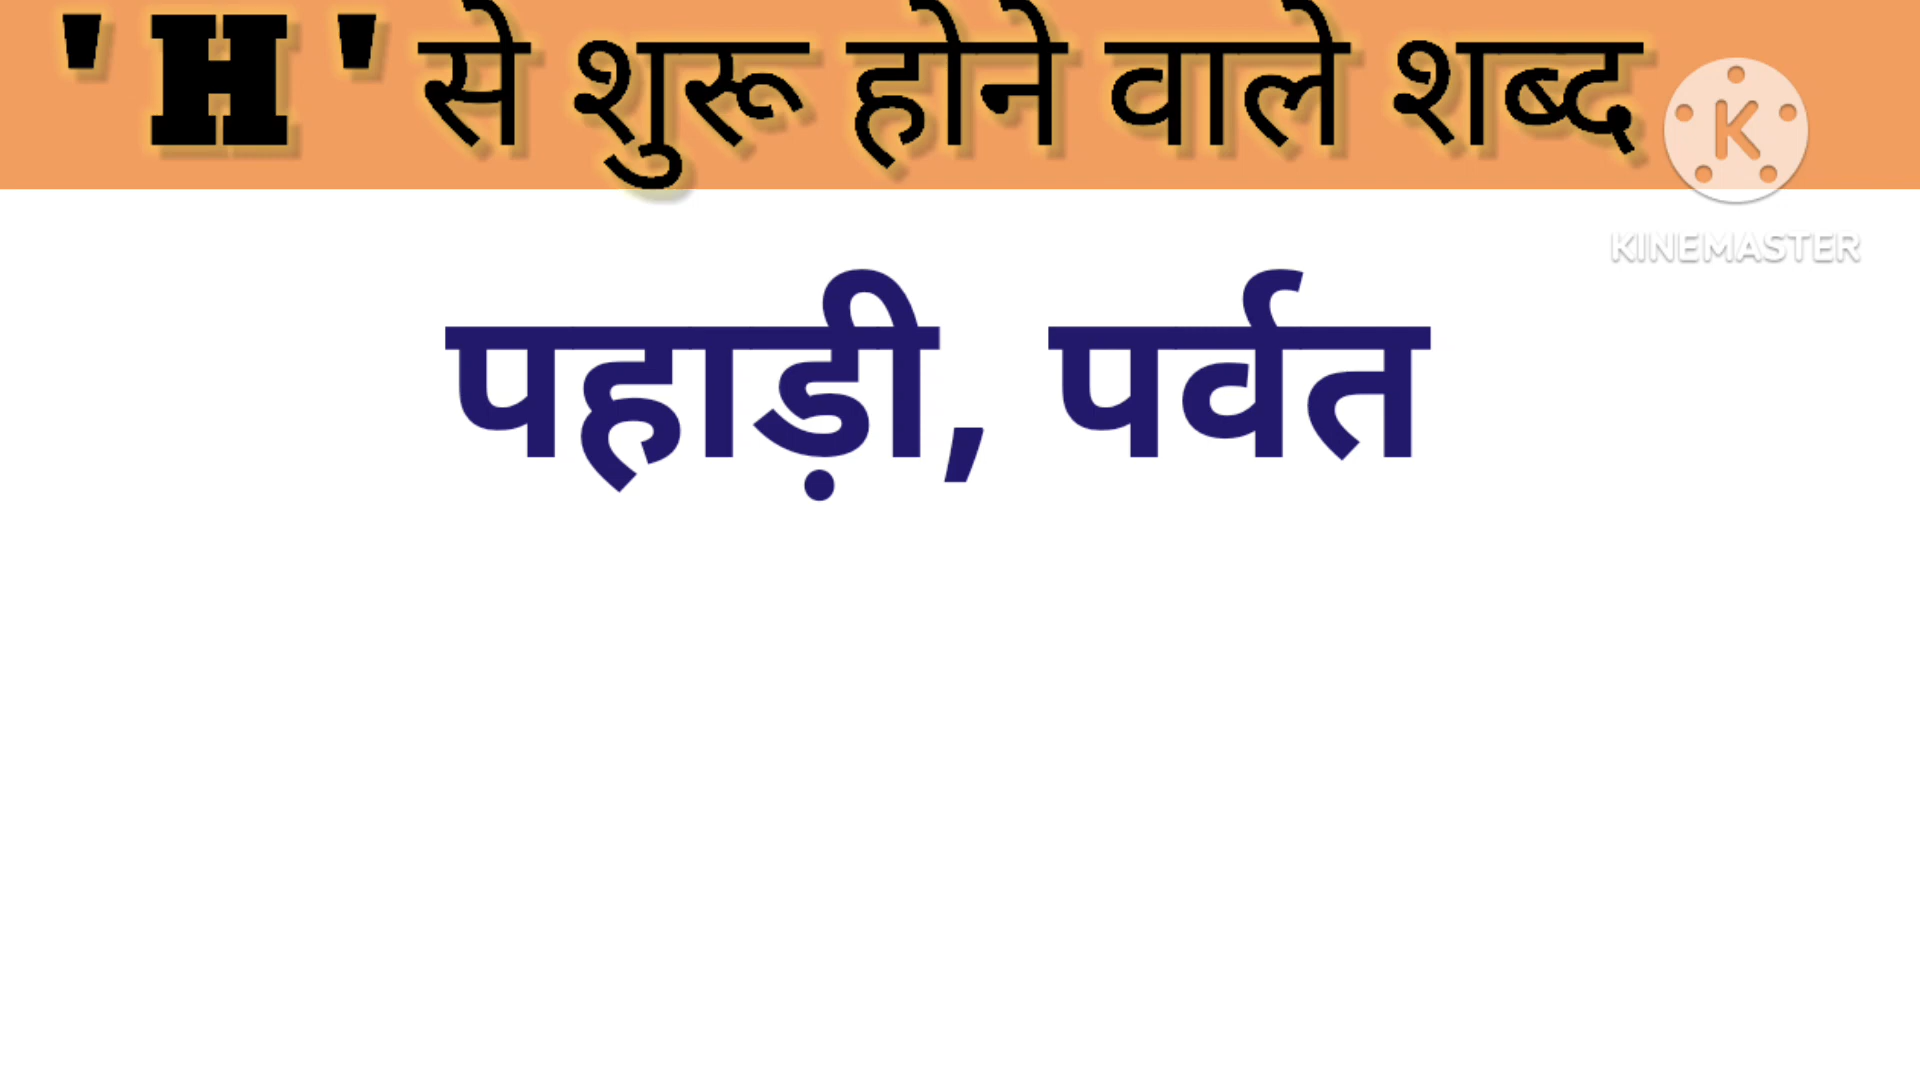 ' H ' से शुरू होने वाले शब्द
K
KINEMASTER
पहाड़ी, पर्वत